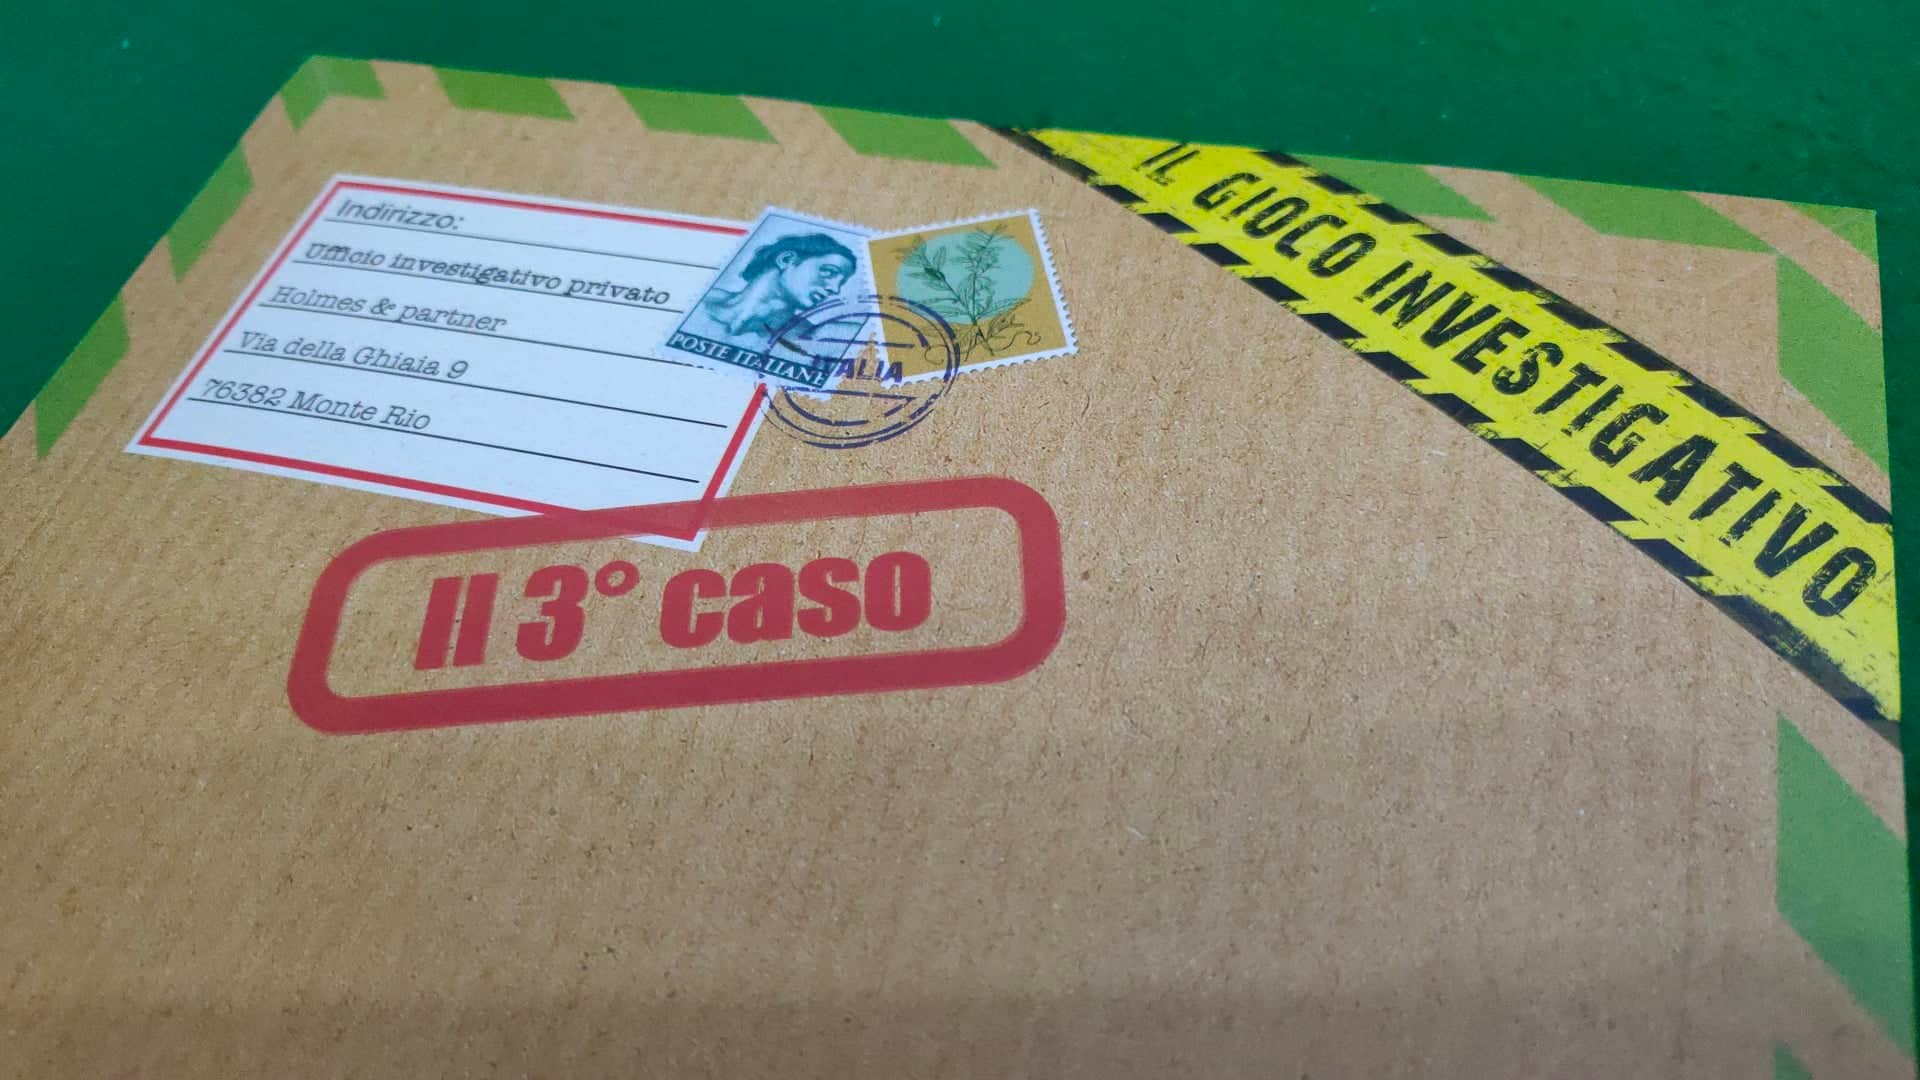 IL GIOCO INVESTIGATIVO
Indirizzo:
Ufficio investigativo privato
Holmes & partner
Via della Ghiaia 9
76382 Monte Rio
POSTE ITALIANE
ITALIA
Il 3° caso